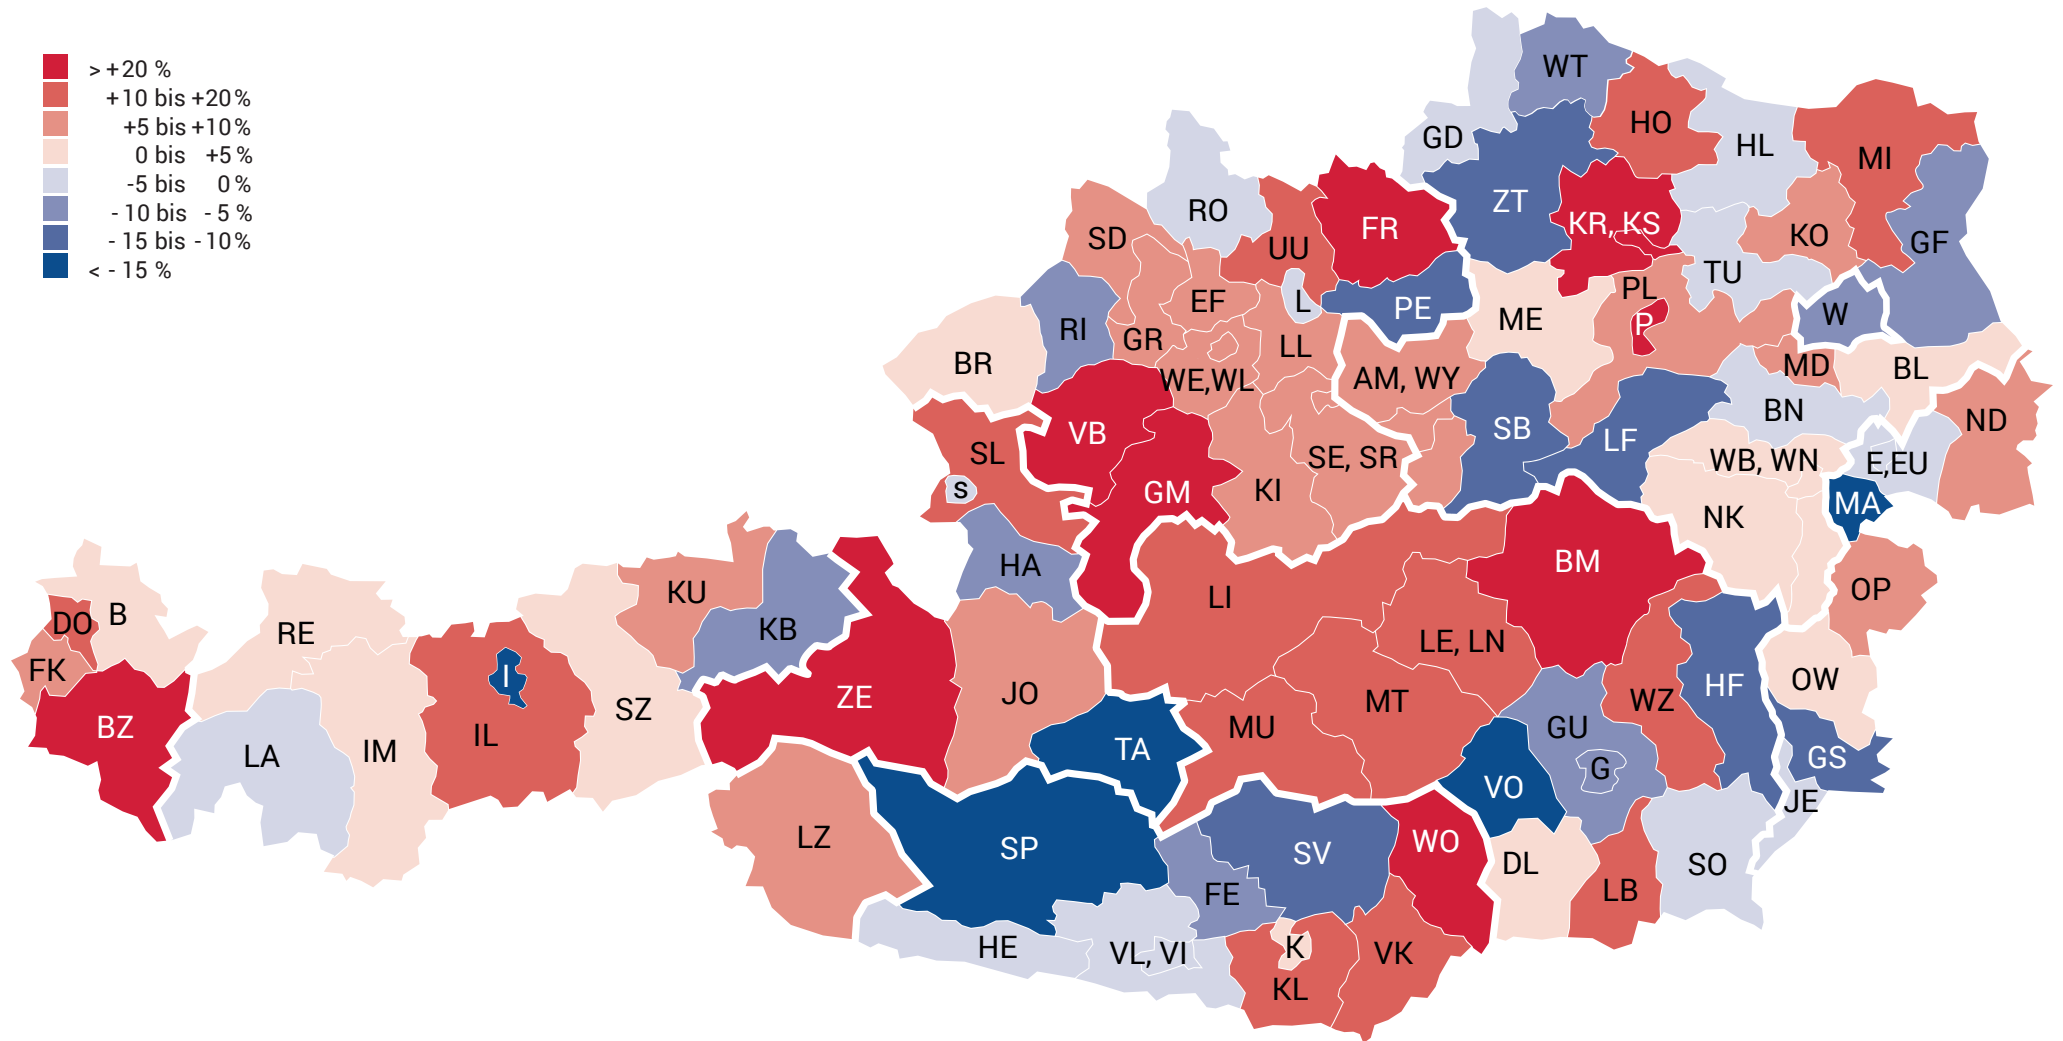 > +20 %
+10 bis +20 %
+5 bis +10 %
0 bis +5 %
-5 bis 0 %
- 10 bis - 5 %
- 15 bis - 10 %
< - 15 %
WT
HO
GD
HL
MI
ZT
RO
KR, KS
FR
SD
UU
KO
GF
TU
PL
EF
L
PE
W
ME
P
RI
GR
LL
BR
MD
BL
WE,WL
AM, WY
BN
ND
VB
SB
LF
SL
SE, SR
WB, WN
E,EU
S
GM
KI
MA
NK
HA
BM
OP
KU
LI
B
DO
RE
KB
LE, LN
FK
I
OW
HF
JO
ZE
WZ
MT
SZ
BZ
MU
GU
IL
IM
TA
LA
GS
G
VO
JE
LZ
WO
SP
SV
DL
SO
LB
FE
HE
K
VL, VI
VK
KL